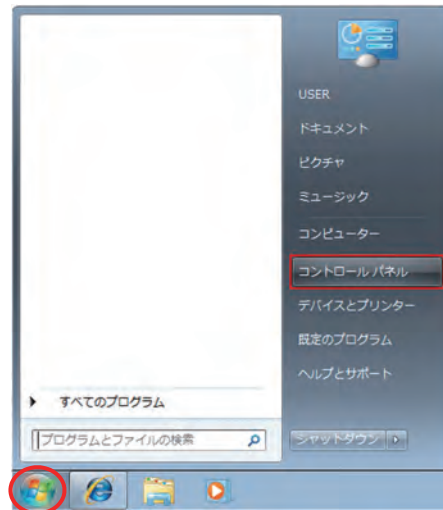 USER
ドキュメント
ピクチャ
ミュージック
コンピューター
コントロール パネル
デバイスとプリンター
既定のプログラム
ヘルプとサポート
すべてのプログラム
プログラムとファイルの検索
シャットダウン